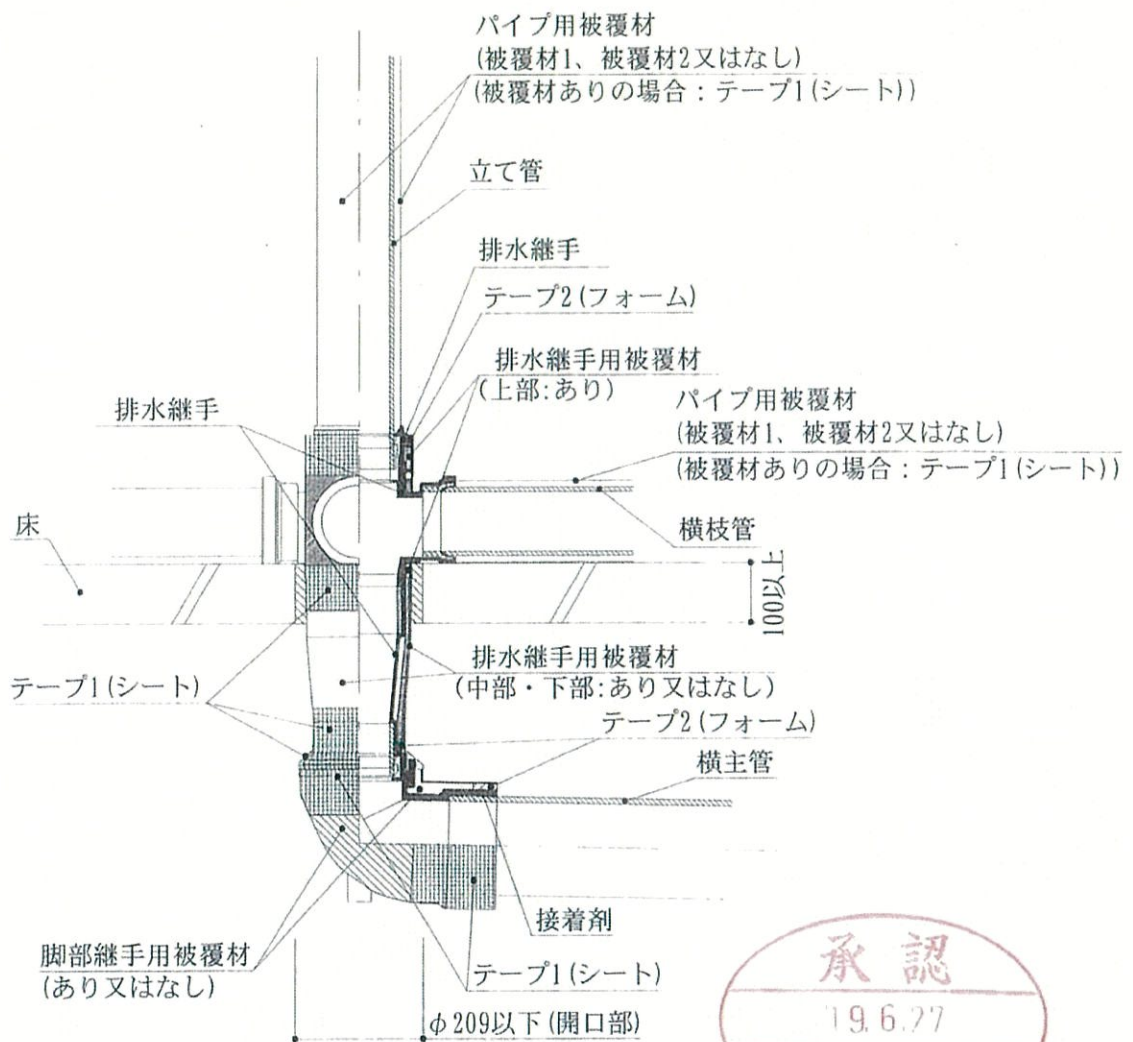 パイプ用被覆材
(被覆材1、被覆材2又はなし)
(被覆材ありの場合：テープ1(シート))
立て管
排水継手
テープ2(フォーム)
排水継手用被覆材
(上部:あり)
パイプ用被覆材
(被覆材1、被覆材2又はなし)
(被覆材ありの場合：テープ1(シート))
排水継手
横枝管
床
100以上
排水継手用被覆材
(中部・下部:あり又はなし)
テープ1(シート)
テープ2(フォーム)
横主管
接着剤
脚部継手用被覆材
(あり又はなし)
テープ1(シート)
φ209以下(開口部)
承認
19.6.27